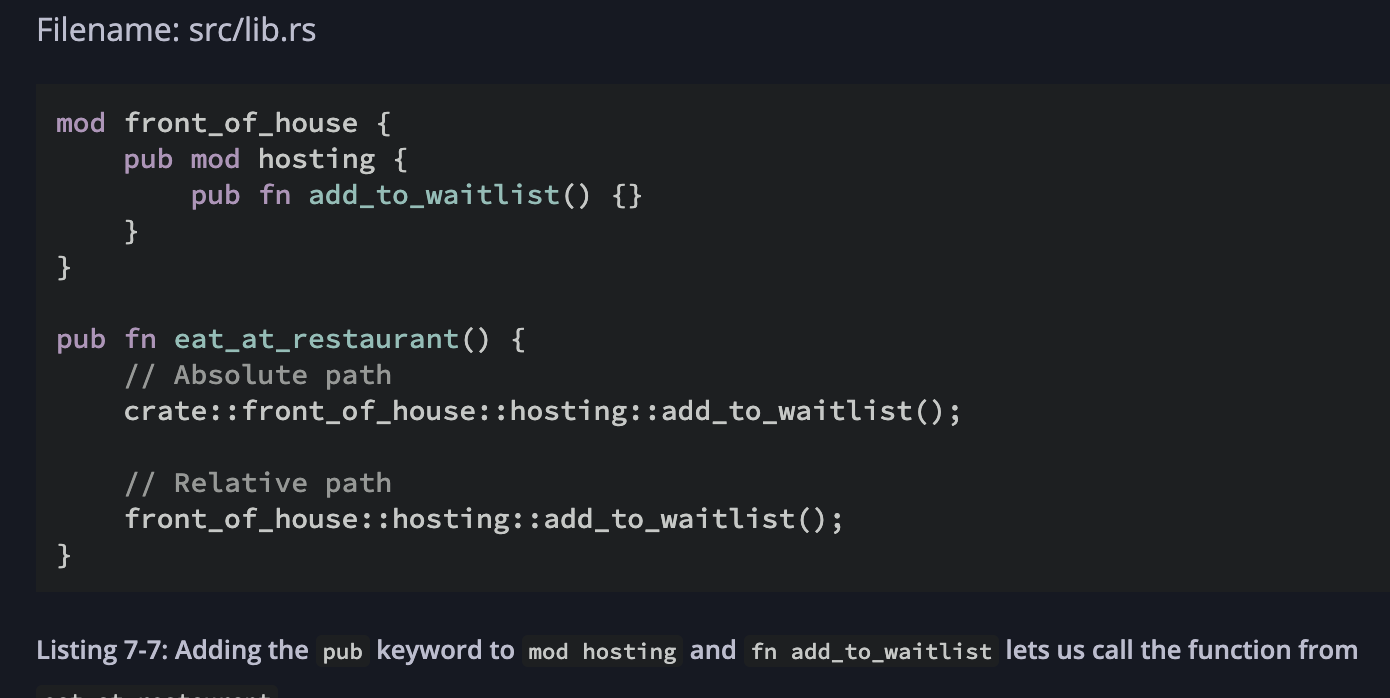 Filename: src/lib.rs
mod front_of_house {
    pub mod hosting {
        pub fn add_to_waitlist() {}
    }
}
pub fn eat_at_restaurant() {
    // Absolute path
    crate::front_of_house::hosting::add_to_waitlist();
    // Relative path
    front_of_house::hosting::add_to_waitlist();
}
Listing 7-7: Adding the pub keyword to mod hosting and fn add_to_waitlist lets us call the function from